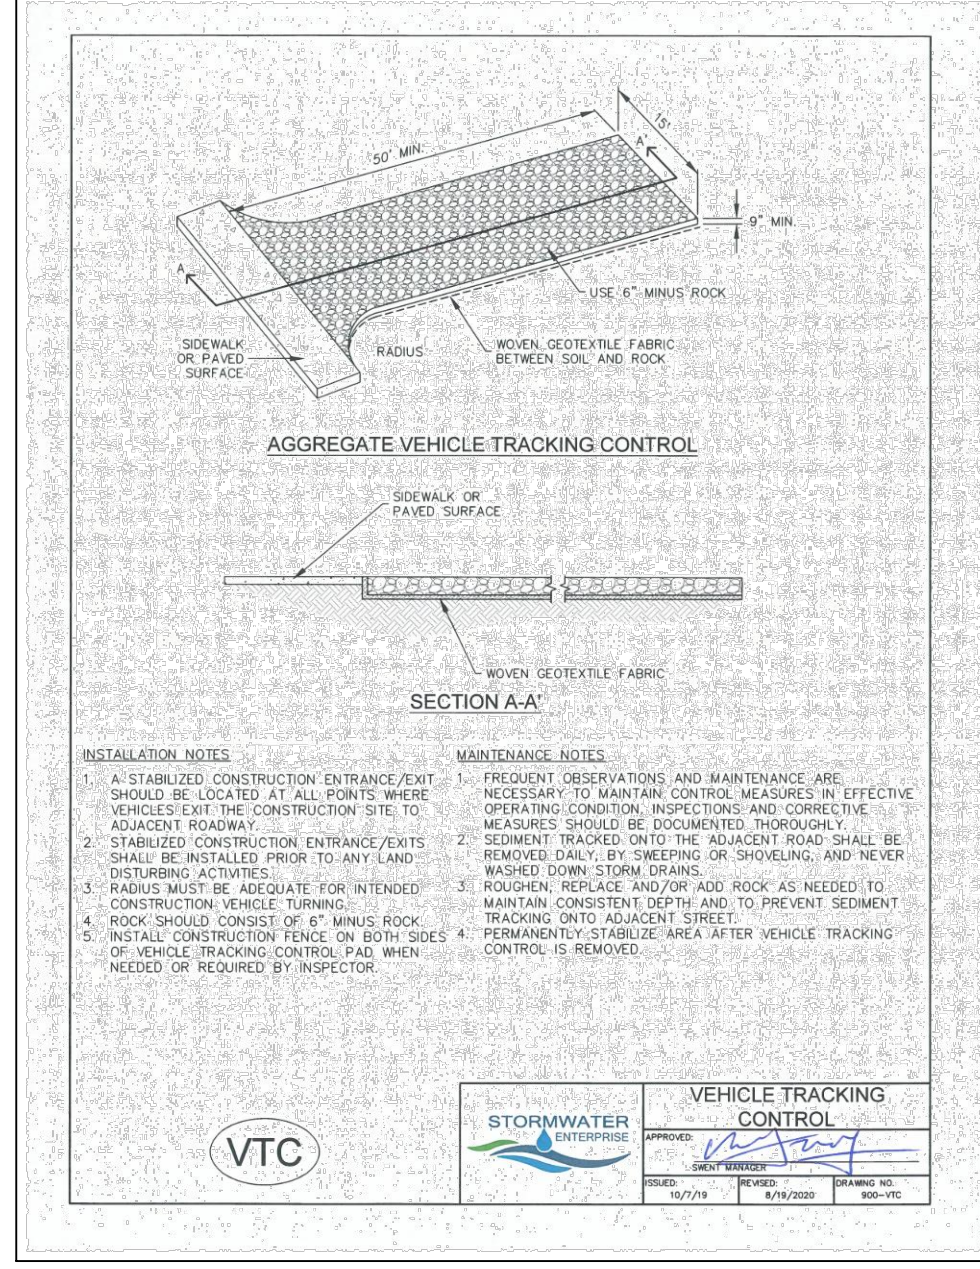 50' MIN.
15'
A'
9" MIN.
A
USE 6" MINUS ROCK
SIDEWALK
OR PAVED
SURFACE
RADIUS
WOVEN GEOTEXTILE FABRIC
BETWEEN SOIL AND ROCK
AGGREGATE VEHICLE TRACKING CONTROL
SIDEWALK OR
PAVED SURFACE
WOVEN GEOTEXTILE FABRIC
SECTION A-A'
INSTALLATION NOTES
1. A STABILIZED CONSTRUCTION ENTRANCE/EXIT
SHOULD BE LOCATED AT ALL POINTS WHERE
VEHICLES EXIT THE CONSTRUCTION SITE TO
ADJACENT ROADWAY.
2. STABILIZED CONSTRUCTION ENTRANCE/EXITS
SHALL BE INSTALLED PRIOR TO ANY LAND
DISTURBING ACTIVITIES.
3. RADIUS MUST BE ADEQUATE FOR INTENDED
CONSTRUCTION VEHICLE TURNING.
4. ROCK SHOULD CONSIST OF 6" MINUS ROCK.
5. INSTALL CONSTRUCTION FENCE ON BOTH SIDES
OF VEHICLE TRACKING CONTROL PAD WHEN
NEEDED OR REQUIRED BY INSPECTOR.
MAINTENANCE NOTES
1. FREQUENT OBSERVATIONS AND MAINTENANCE ARE
NECESSARY TO MAINTAIN CONTROL MEASURES IN EFFECTIVE
OPERATING CONDITION. INSPECTIONS AND CORRECTIVE
MEASURES SHOULD BE DOCUMENTED THOROUGHLY.
2. SEDIMENT TRACKED ONTO THE ADJACENT ROAD SHALL BE
REMOVED DAILY, BY SWEEPING OR SHOVELING, AND NEVER
WASHED DOWN STORM DRAINS.
3. ROUGHEN, REPLACE AND/OR ADD ROCK AS NEEDED TO
MAINTAIN CONSISTENT DEPTH AND TO PREVENT SEDIMENT
TRACKING ONTO ADJACENT STREET.
4. PERMANENTLY STABILIZE AREA AFTER VEHICLE TRACKING
CONTROL IS REMOVED.
VTC
STORMWATER
ENTERPRISE
VEHICLE TRACKING
CONTROL
APPROVED:
SWENT MANAGER
ISSUED:
10/7/19
REVISED:
8/19/2020
DRAWING NO.
900-VTC